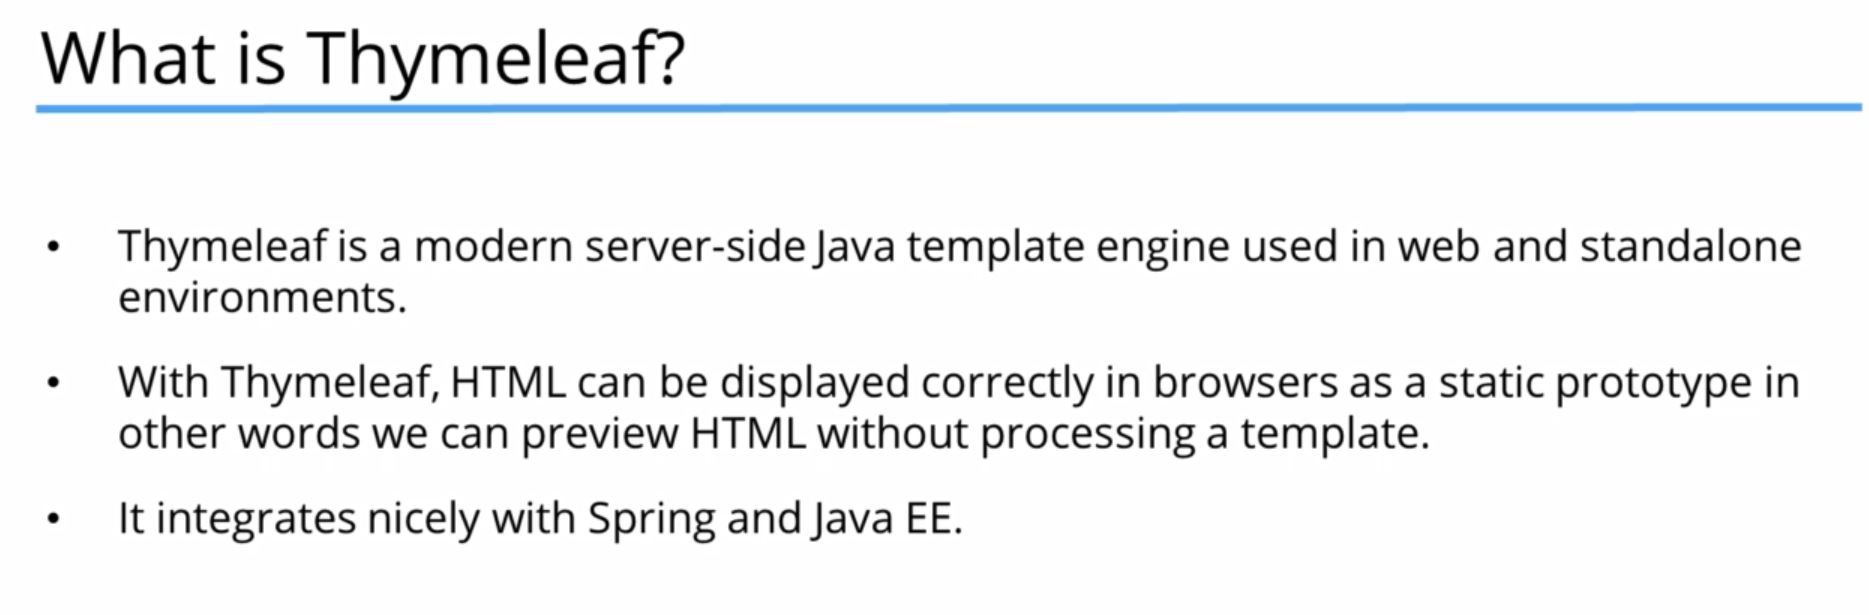 What is Thymeleaf?
• Thymeleaf is a modern server-side Java template engine used in web and standalone
environments.
• With Thymeleaf, HTML can be displayed correctly in browsers as a static prototype in
other words we can preview HTML without processing a template.
• It integrates nicely with Spring and Java EE.